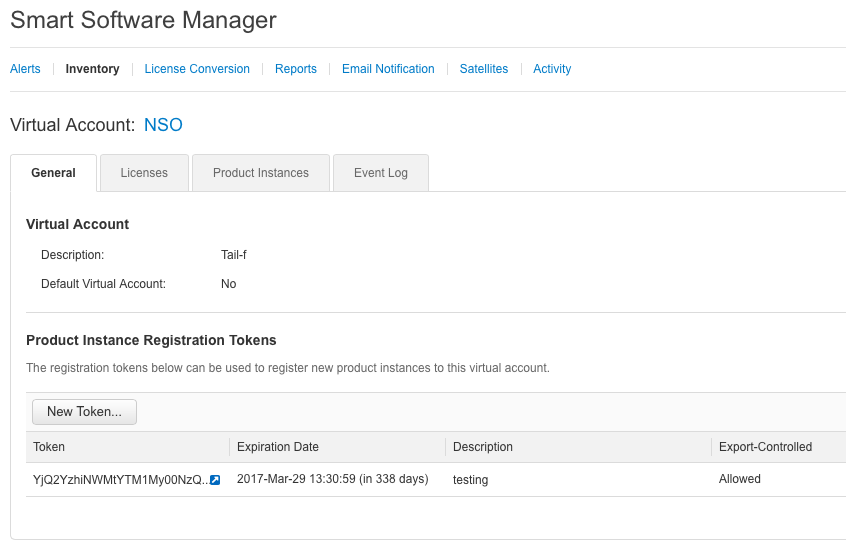 Smart Software Manager
Alerts Inventory License Conversion Reports Email Notification Satellites Activity
Virtual Account: NSO
General Licenses Product Instances Event Log
Virtual Account
Description: Tail-f
Default Virtual Account: No
Product Instance Registration Tokens
The registration tokens below can be used to register new product instances to this virtual account.
New Token...
Token Expiration Date Description Export-Controlled
YjQ2YzhiNWMtYTM1My00NzQ.. 2017-Mar-29 13:30:59 (in 338 days) testing Allowed